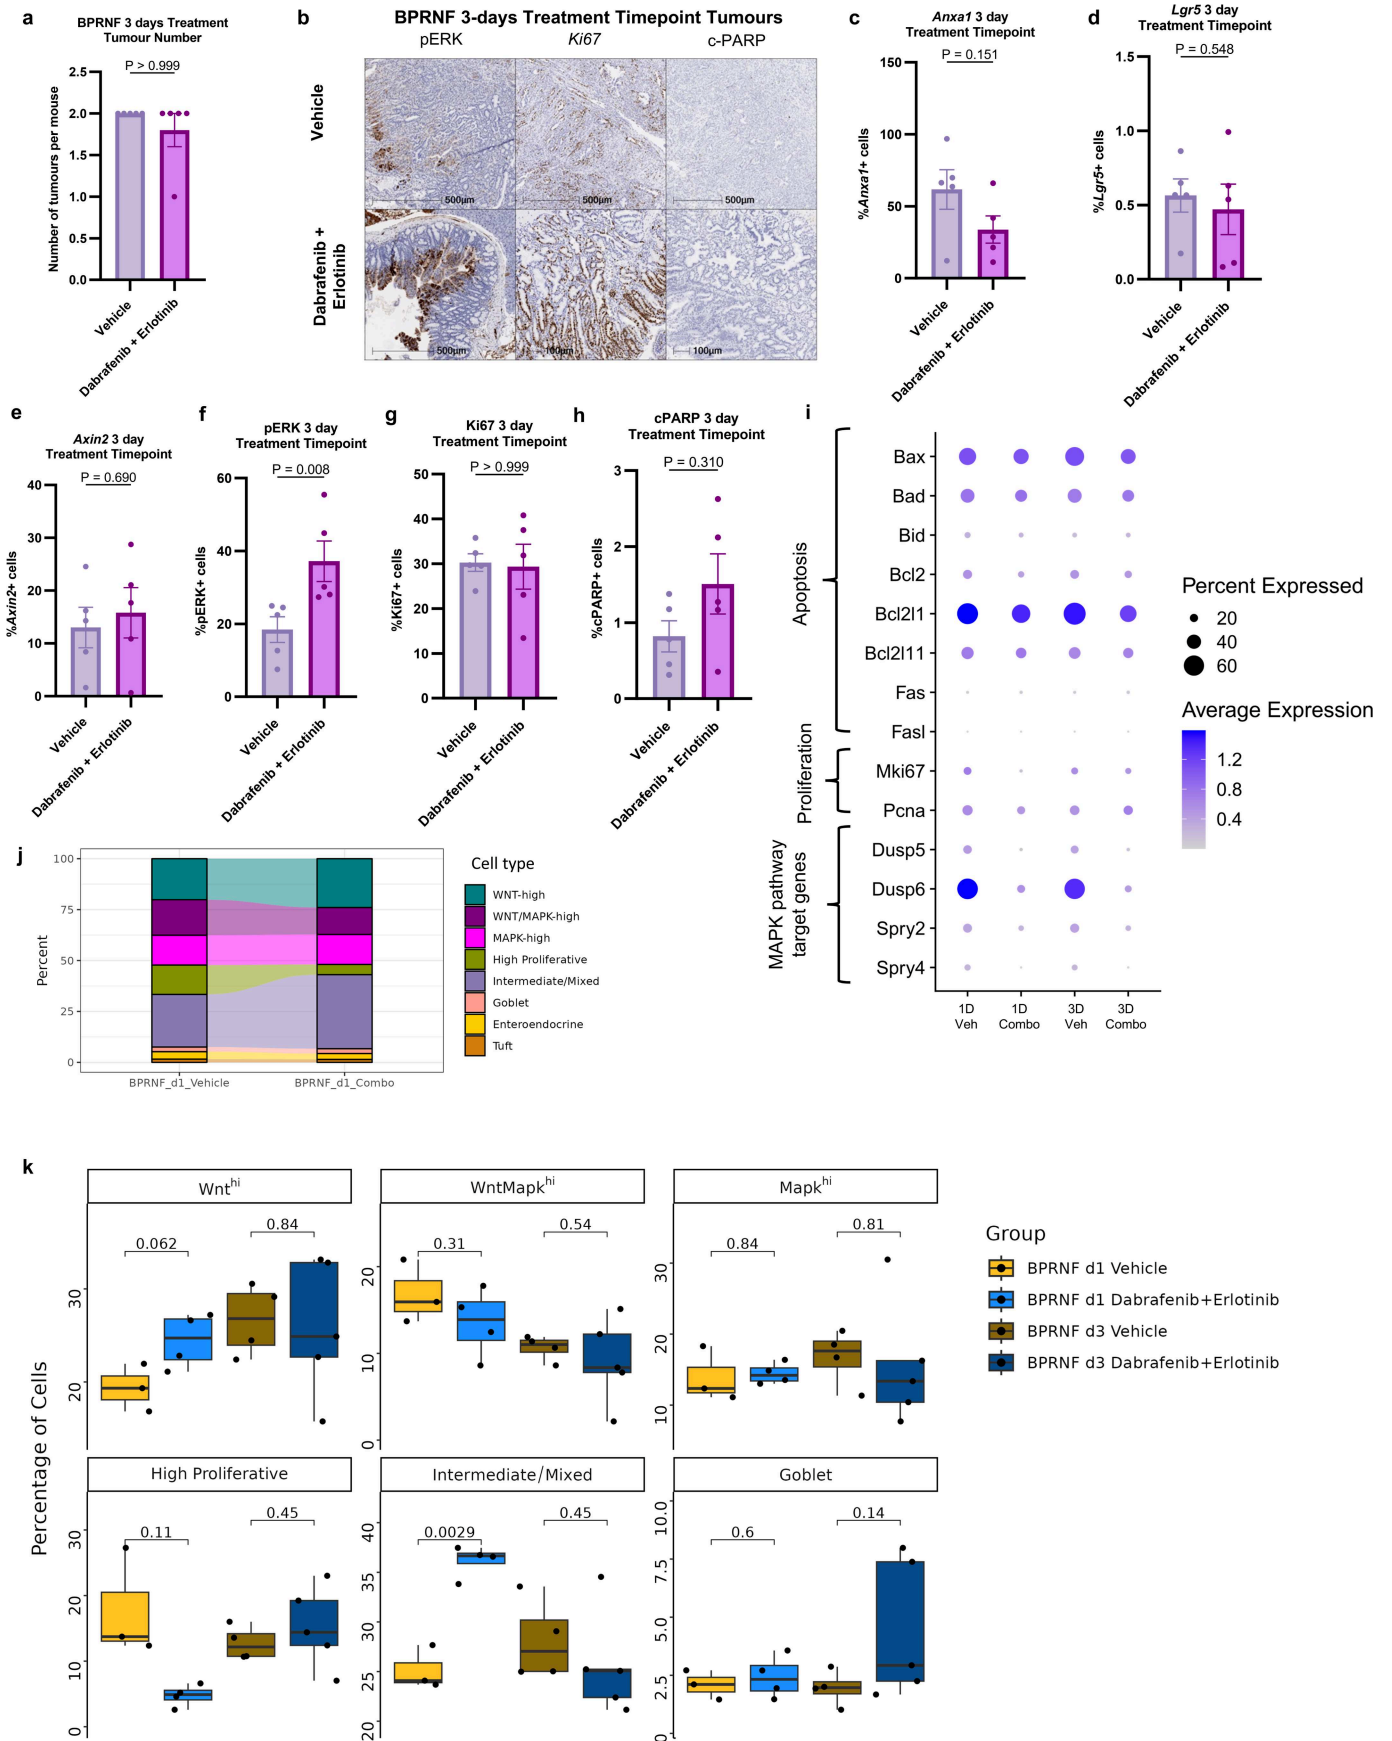 a
BPRNF 3 days Treatment
Tumour Number
P > 0.999
Number of tumours per mouse
2.5
2.0
1.5
1.0
0.5
0.0
Vehicle
Dabrafenib + Erlotinib
b
BPRNF 3-days Treatment Timepoint Tumours
pERK
Ki67
c-PARP
Vehicle
Dabrafenib +
Erlotinib
500µm
500µm
500µm
500µm
100µm
100µm
c
Anxa1 3 day
Treatment Timepoint
P = 0.151
%Anxa1+ cells
150
100
50
0
Vehicle
Dabrafenib + Erlotinib
d
Lgr5 3 day
Treatment Timepoint
P = 0.548
%Lgr5+ cells
1.5
1.0
0.5
0.0
Vehicle
Dabrafenib + Erlotinib
e
Axin2 3 day
Treatment Timepoint
P = 0.690
%Axin2+ cells
40
30
20
10
0
Vehicle
Dabrafenib + Erlotinib
f
pERK 3 day
Treatment Timepoint
P = 0.008
%pERK+ cells
60
40
20
0
Vehicle
Dabrafenib + Erlotinib
g
Ki67 3 day
Treatment Timepoint
P > 0.999
%Ki67+ cells
50
40
30
20
10
0
Vehicle
Dabrafenib + Erlotinib
h
cPARP 3 day
Treatment Timepoint
P = 0.310
%cPARP+ cells
3
2
1
0
Vehicle
Dabrafenib + Erlotinib
i
Apoptosis
Proliferation
MAPK pathway
target genes
Bax
Bad
Bid
Bcl2
Bcl2l1
Bcl2l11
Fas
Fasl
Mki67
Pcna
Dusp5
Dusp6
Spry2
Spry4
1D
Veh
1D
Combo
3D
Veh
3D
Combo
Percent Expressed
20
40
60
Average Expression
1.2
0.8
0.4
j
Percent
100
75
50
25
0
BPRNF_d1_Vehicle
BPRNF_d1_Combo
Cell type
WNT-high
WNT/MAPK-high
MAPK-high
High Proliferative
Intermediate/Mixed
Goblet
Enteroendocrine
Tuft
k
Percentage of Cells
Wnthi
0.062
0.84
30
20
WntMapkhi
0.31
0.54
20
10
0
Mapkhi
0.84
0.81
30
20
10
High Proliferative
0.11
0.45
30
20
10
0
Intermediate/Mixed
0.0029
0.45
40
35
30
25
20
Goblet
0.6
0.14
10.0
7.5
5.0
2.5
0
Group
BPRNF d1 Vehicle
BPRNF d1 Dabrafenib+Erlotinib
BPRNF d3 Vehicle
BPRNF d3 Dabrafenib+Erlotinib